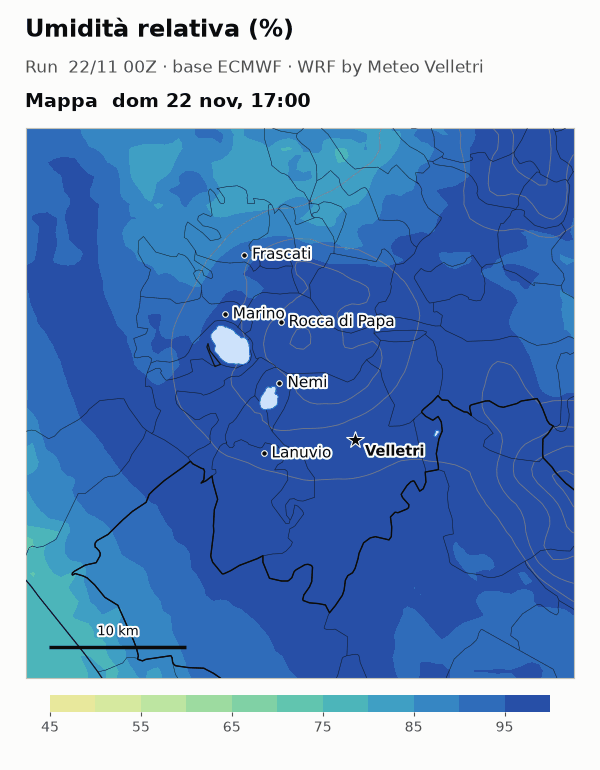 Umidità relativa (%)
Run  22/11 00Z · base ECMWF · WRF by Meteo Velletri
Mappa  dom 22 nov, 17:00
Frascati
Marino
Rocca di Papa
Nemi
Velletri
Lanuvio
10 km
45 55 65 75 85 95